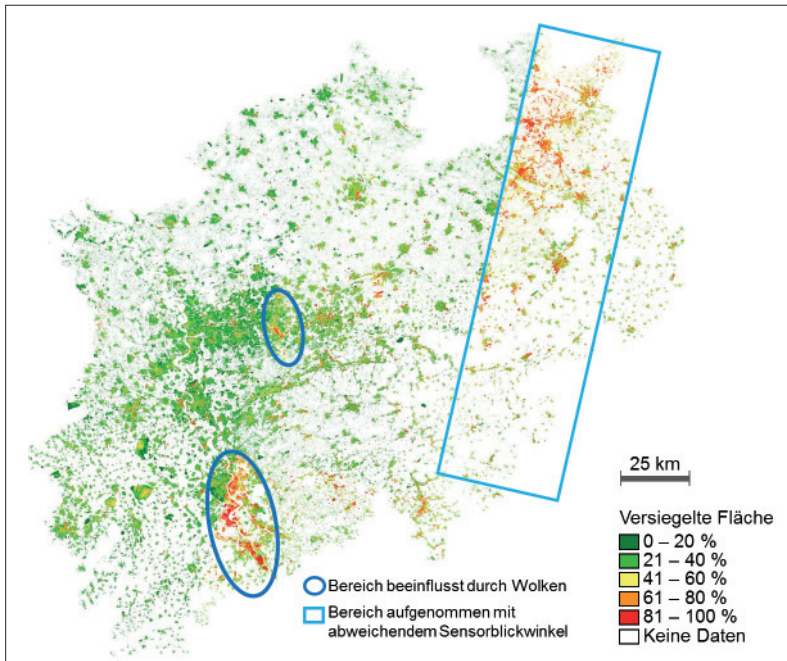 25 km
Versiegelte Fläche
0 – 20 %
21 – 40 %
41 – 60 %
61 – 80 %
81 – 100 %
Keine Daten
Bereich beeinflusst durch Wolken
Bereich aufgenommen mit
abweichendem Sensorblickwinkel